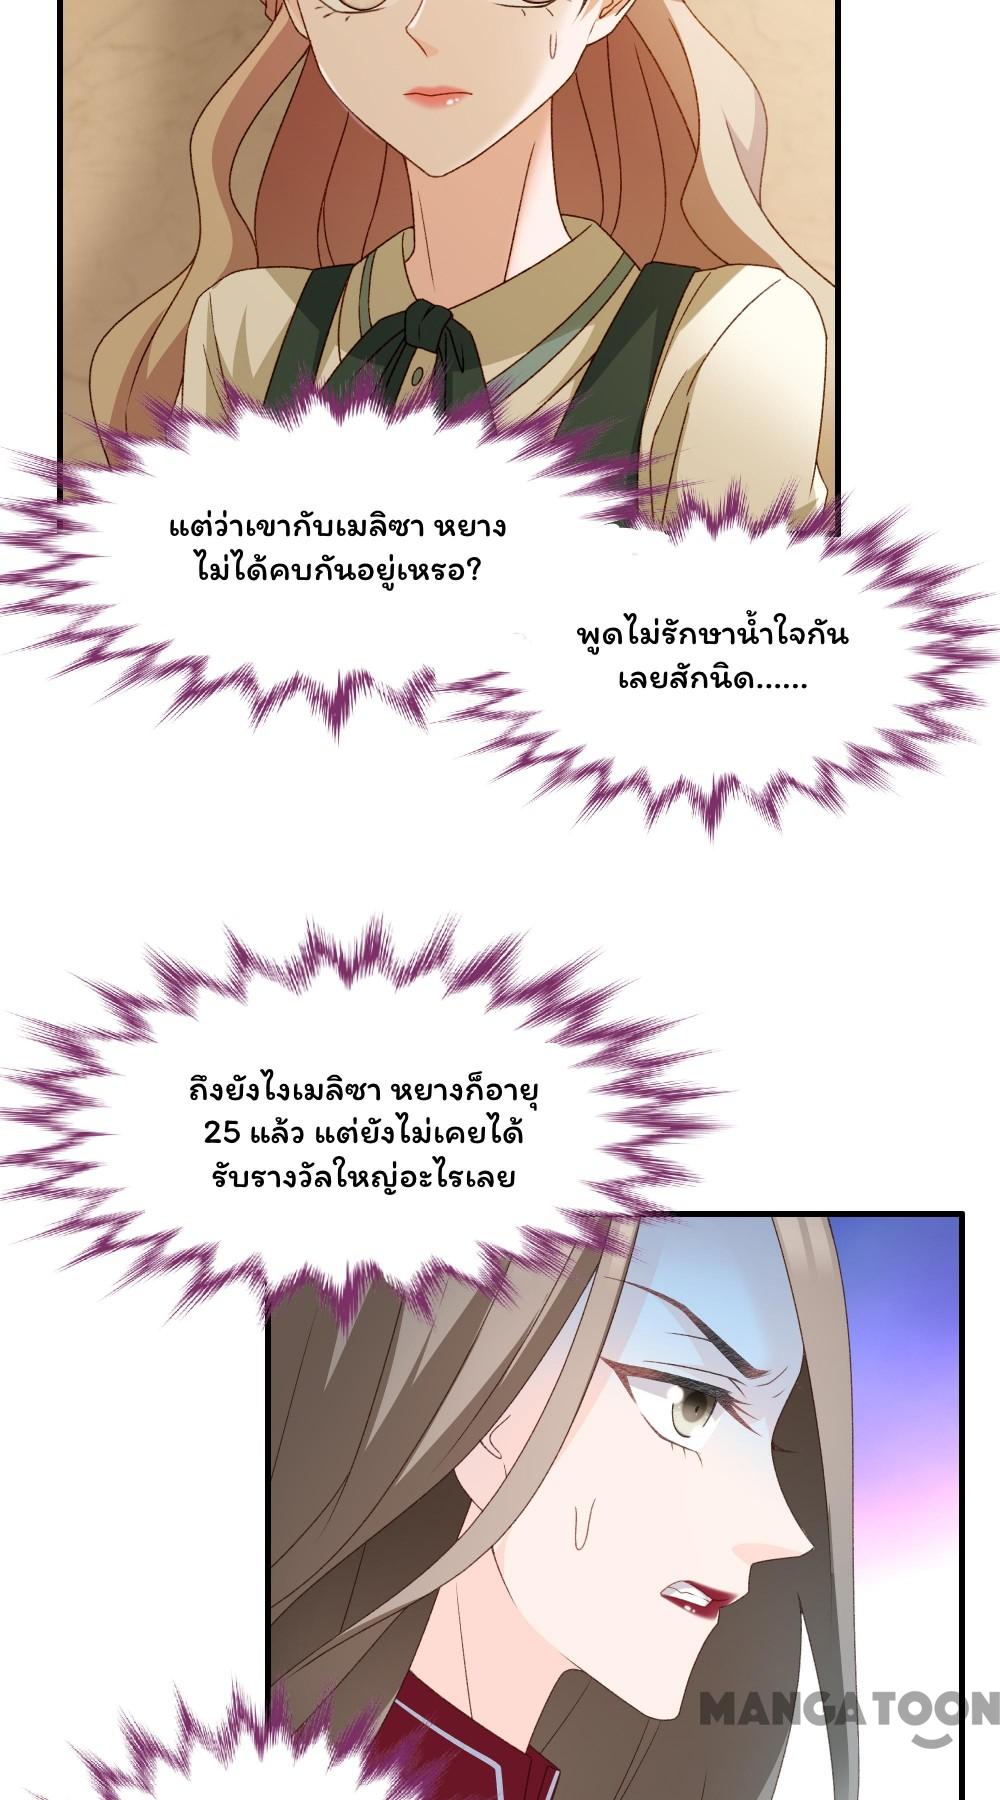 แต่ว่าเขากับเมลิซา หยาง
ไม่ได้คบกันอยู่เหรอ?
พูดไม่รักษาน้ำใจกัน
เลยสักนิด......
ถึงยังไงเมลิซา หยางก็อายุ
25 แล้ว แต่ยังไม่เคยได้
รับรางวัลใหญ่อะไรเลย
MANGATOON